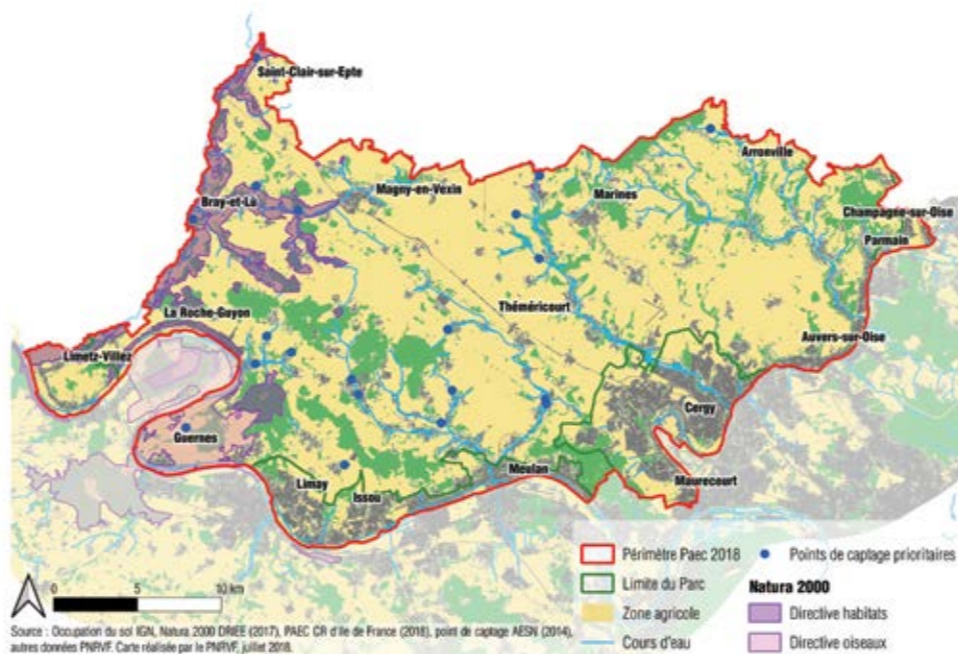 Saint-Clair-sur-Epte
Arronville
Magny-en-Vexin
Marines
Bray-et-Lû
Champagne-sur-Oise
Parmain
Théméricourt
La Roche-Guyon
Auvers-sur-Oise
Limetz-Villez
Cergy
Guernes
Meulan
Limay
Issou
Maurecourt
Périmètre Paec 2018
Points de captage prioritaires
Limite du Parc
Natura 2000
Zone agricole
Directive habitats
Cours d'eau
Directive oiseaux
0 5 10 km
Source : Occupation du sol IGN, Natura 2000 DRIEE (2017), PAEC CR d'Ile de France (2018), point de captage AESN (2014),
autres données PNRVF. Carte réalisée par le PNRVF, juillet 2018.